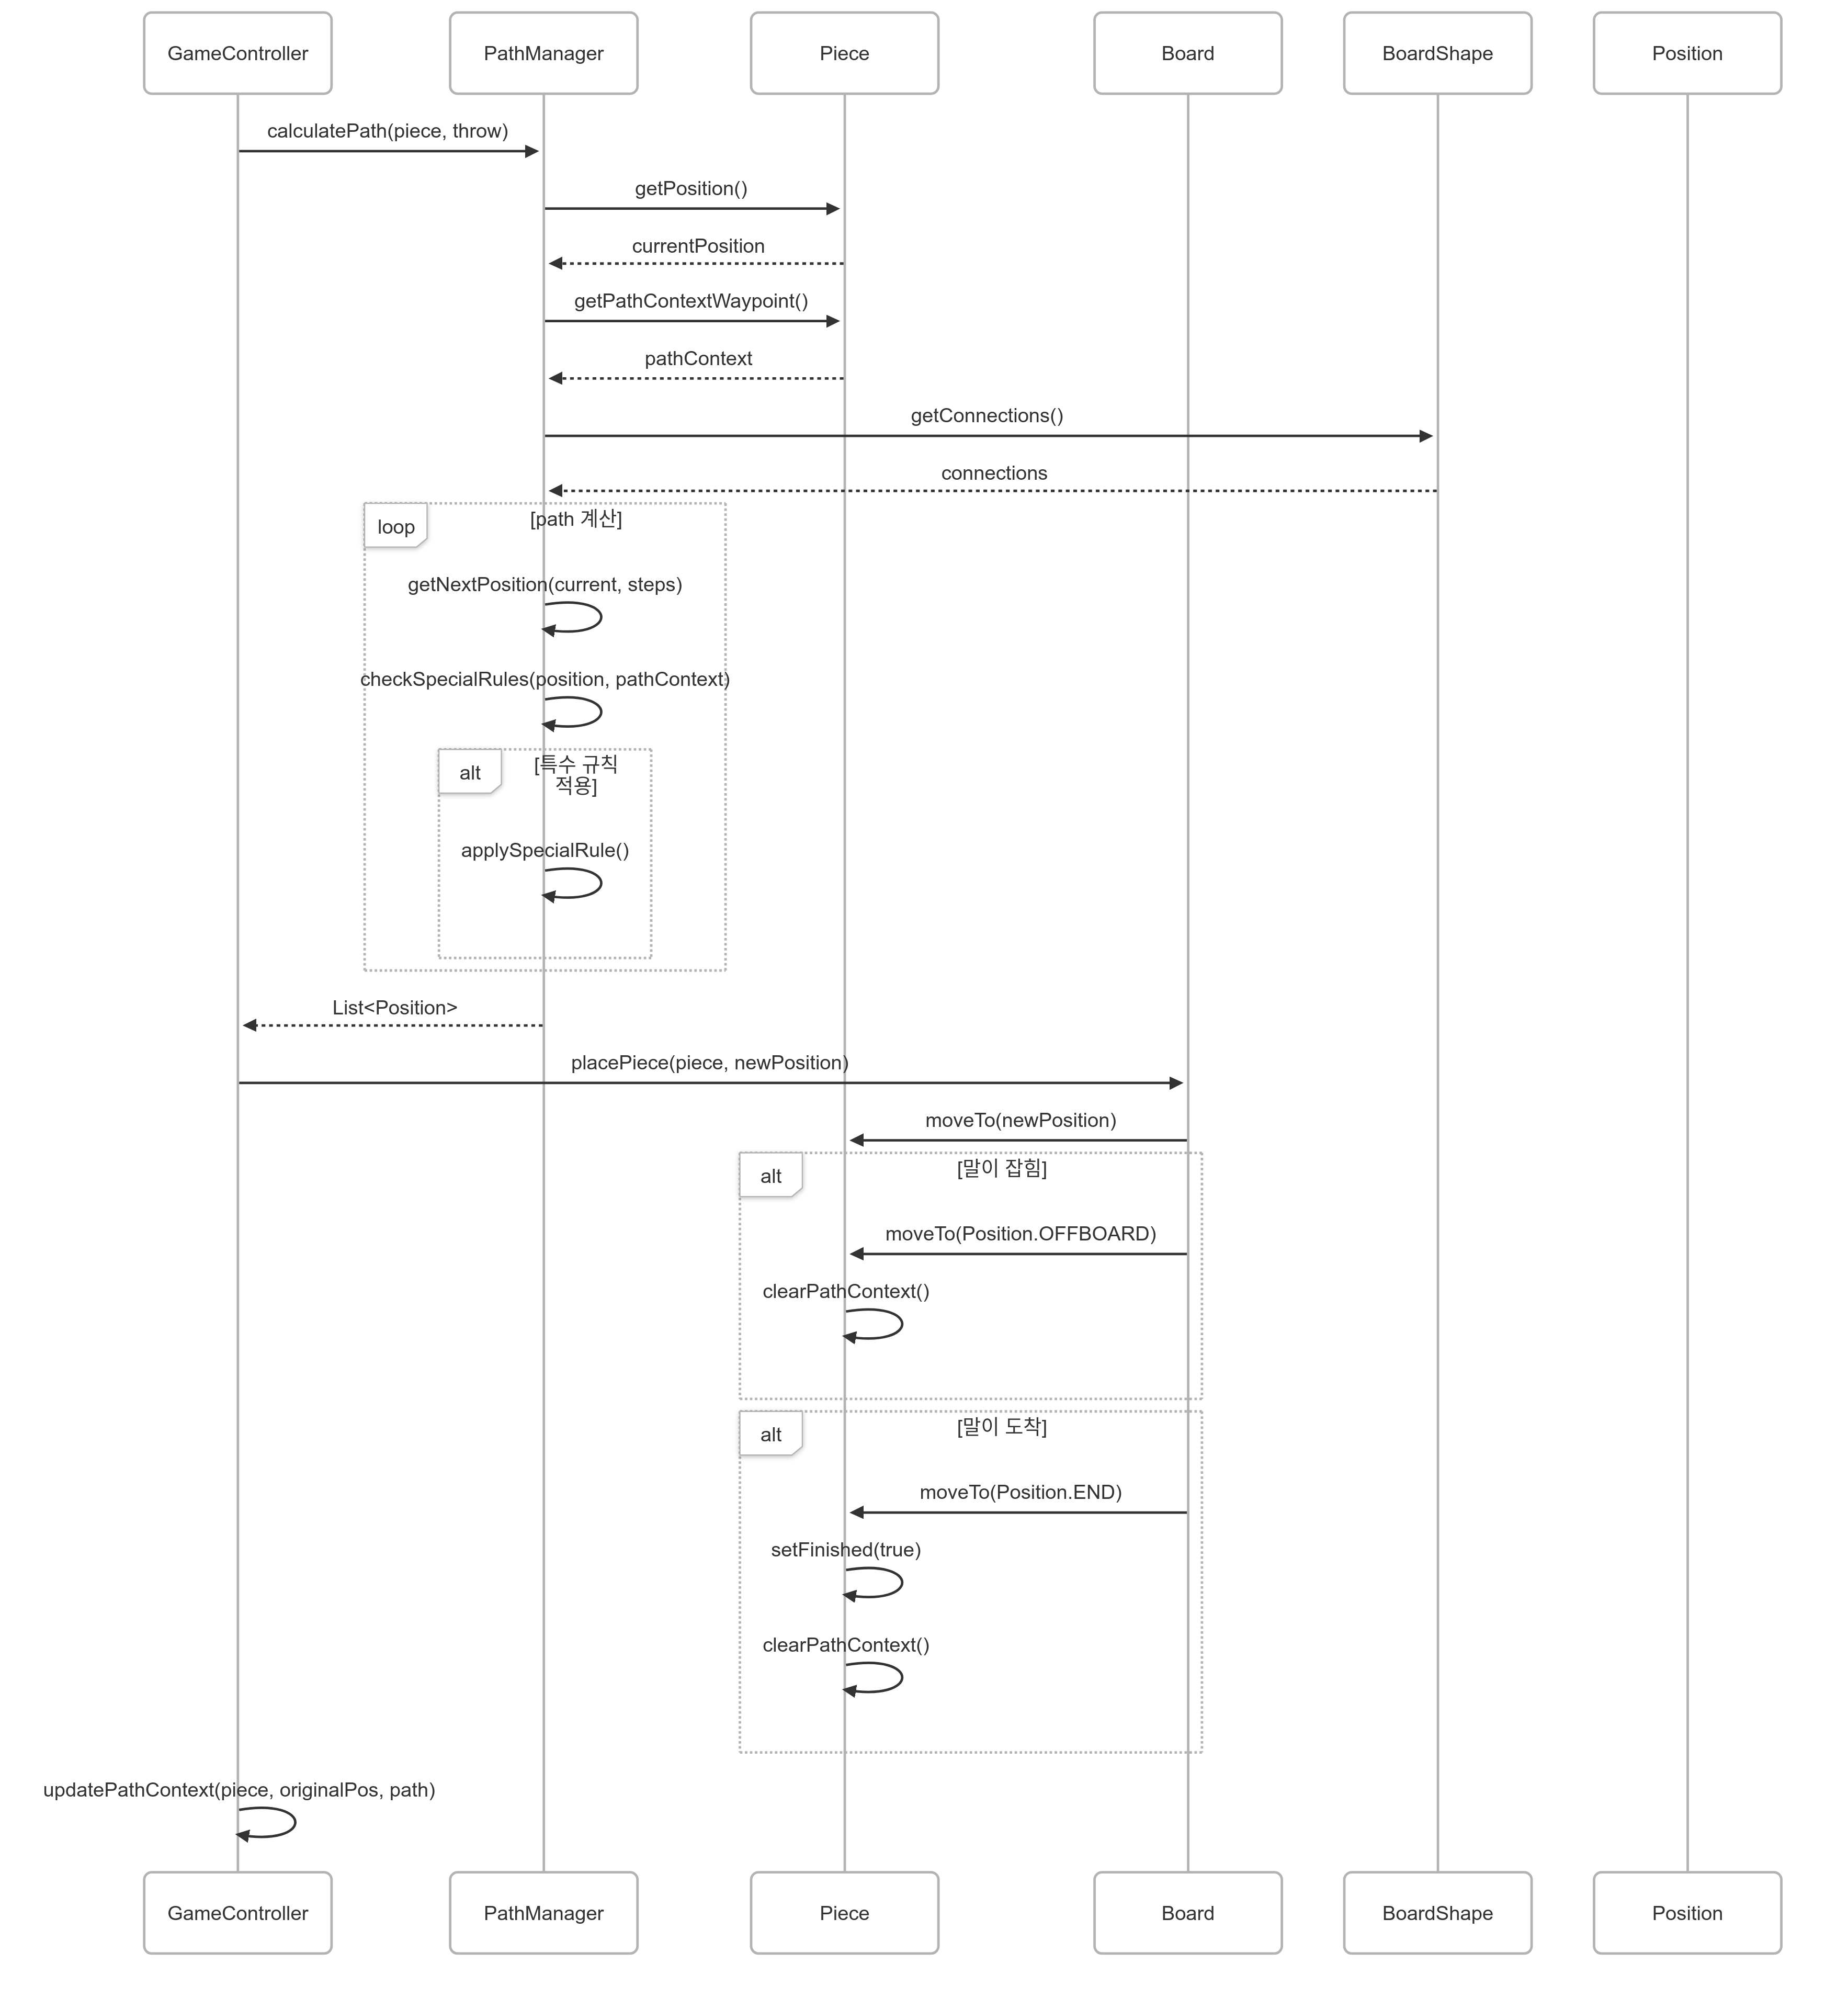 GameController
PathManager
Piece
Board
BoardShape
Position
calculatePath(piece, throw)
getPosition()
currentPosition
getPathContextWaypoint()
pathContext
getConnections()
connections
loop
[path 계산]
getNextPosition(current, steps)
checkSpecialRules(position, pathContext)
alt
[특수 규칙
적용]
applySpecialRule()
List<Position>
placePiece(piece, newPosition)
moveTo(newPosition)
alt
[말이 잡힘]
moveTo(Position.OFFBOARD)
clearPathContext()
alt
[말이 도착]
moveTo(Position.END)
setFinished(true)
clearPathContext()
updatePathContext(piece, originalPos, path)
GameController
PathManager
Piece
Board
BoardShape
Position